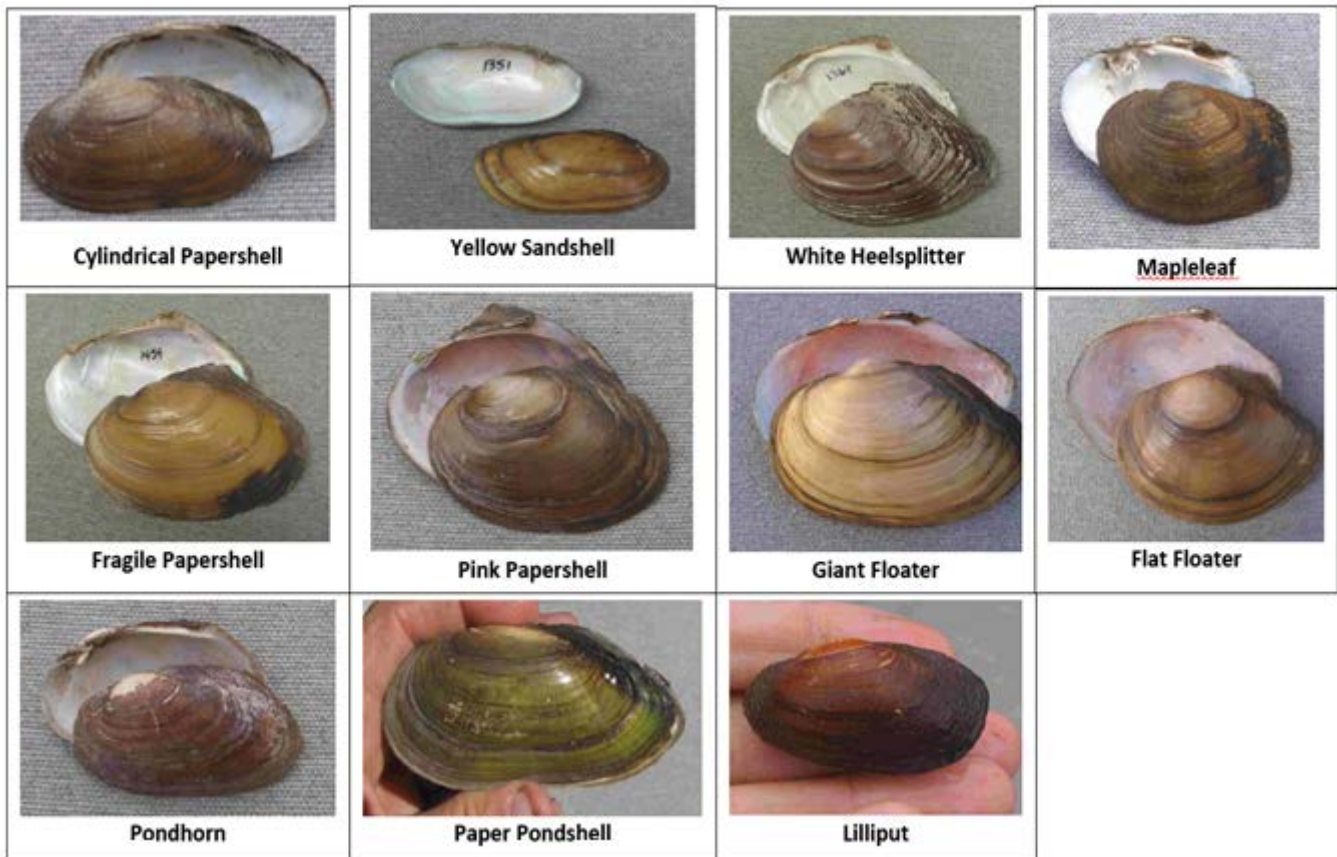 1351
Cylindrical Papershell
Yellow Sandshell
White Heelsplitter
Mapleleaf
Fragile Papershell
Pink Papershell
Giant Floater
Flat Floater
Pondhorn
Paper Pondshell
Lilliput